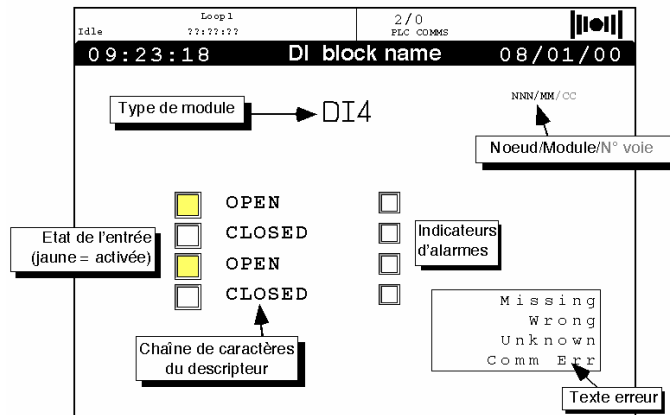 Loop1
2/0
Idle
??:??:??
PLC COMMS
09:23:18 DI block name 08/01/00
Type de module
DI4
NNN/MM/CC
Noeud/Module/N° voie
OPEN
CLOSED
OPEN
CLOSED
Etat de l'entrée
(jaune = activée)
Indicateurs
d'alarmes
Chaîne de caractères
du descripteur
Missing
Wrong
Unknown
Comm Err
Texte erreur